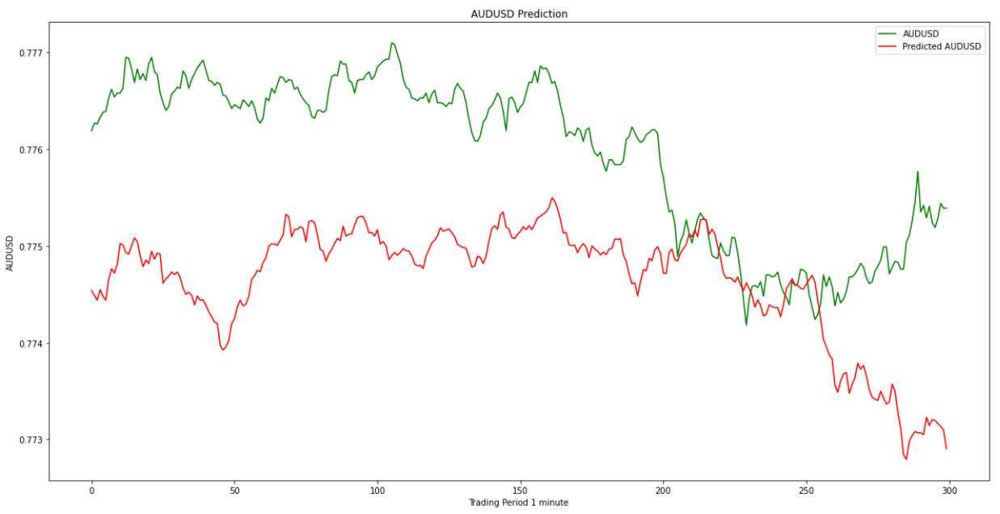 AUDUSD Prediction
AUDUSD
Predicted AUDUSD
0.777
0.776
0.775
0.774
0.773
AUDUSD
0 50 100 150 200 250 300
Trading Period 1 minute